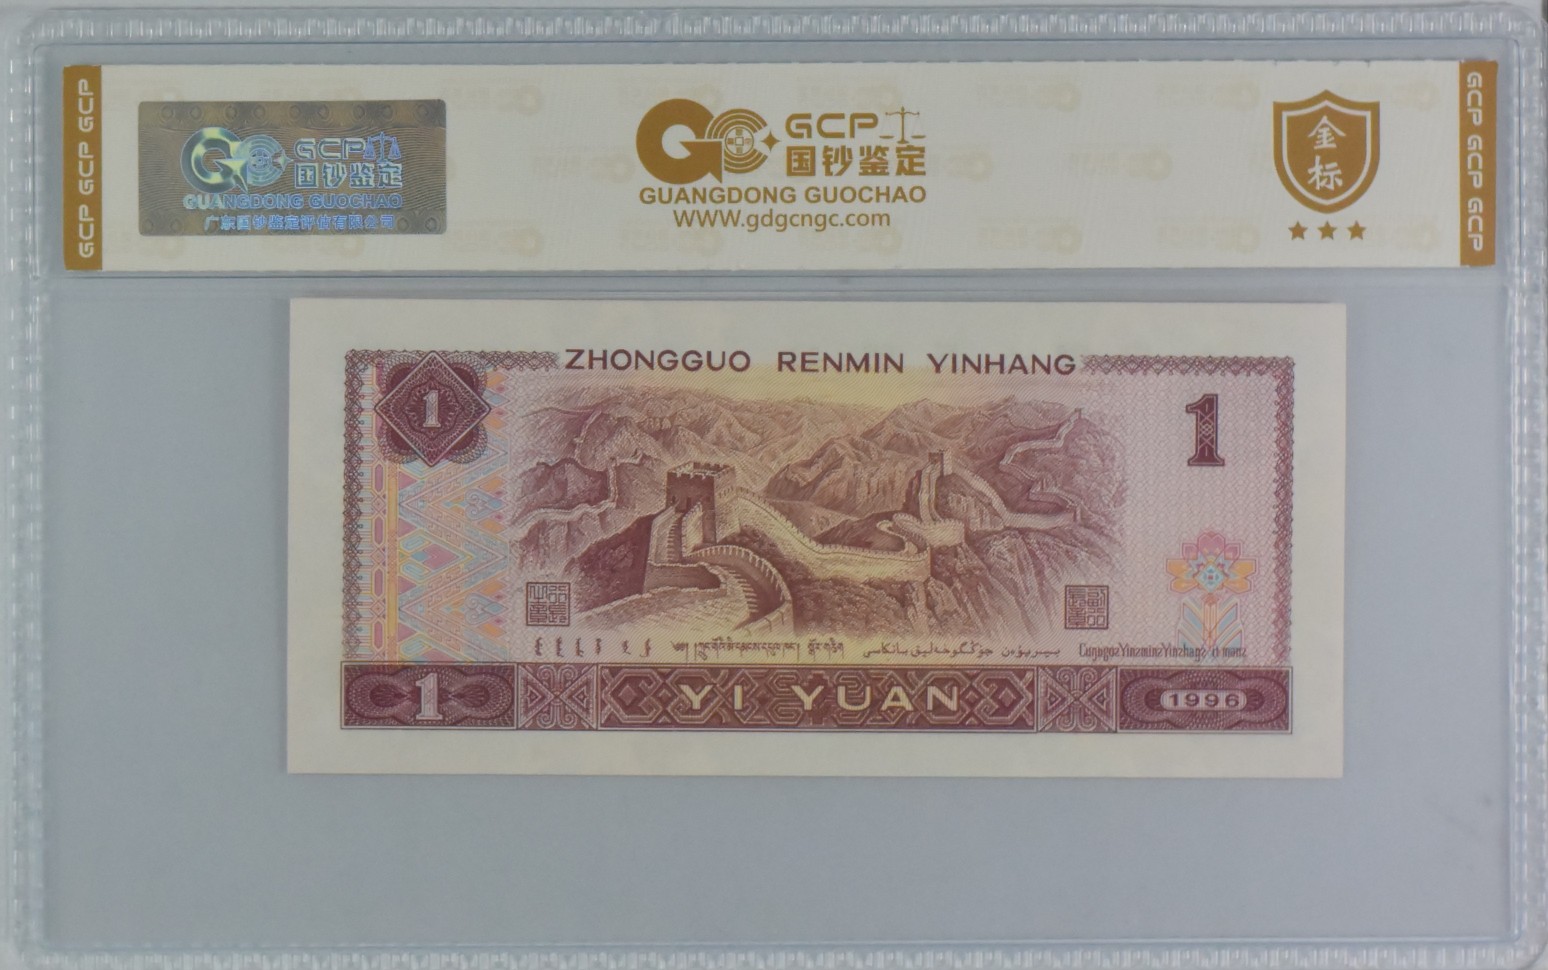 GCP GCP GCP
GCP
国钞鉴定
GUANGDONG GUOCHAO
广东国钞鉴定评估有限公司
GCP
国钞鉴定
GUANGDONG GUOCHAO
WWW.gdgcngc.com
金
标
GCP GCP GCP
ZHONGGUO RENMIN YINHANG
1
1
1
YI YUAN
1996